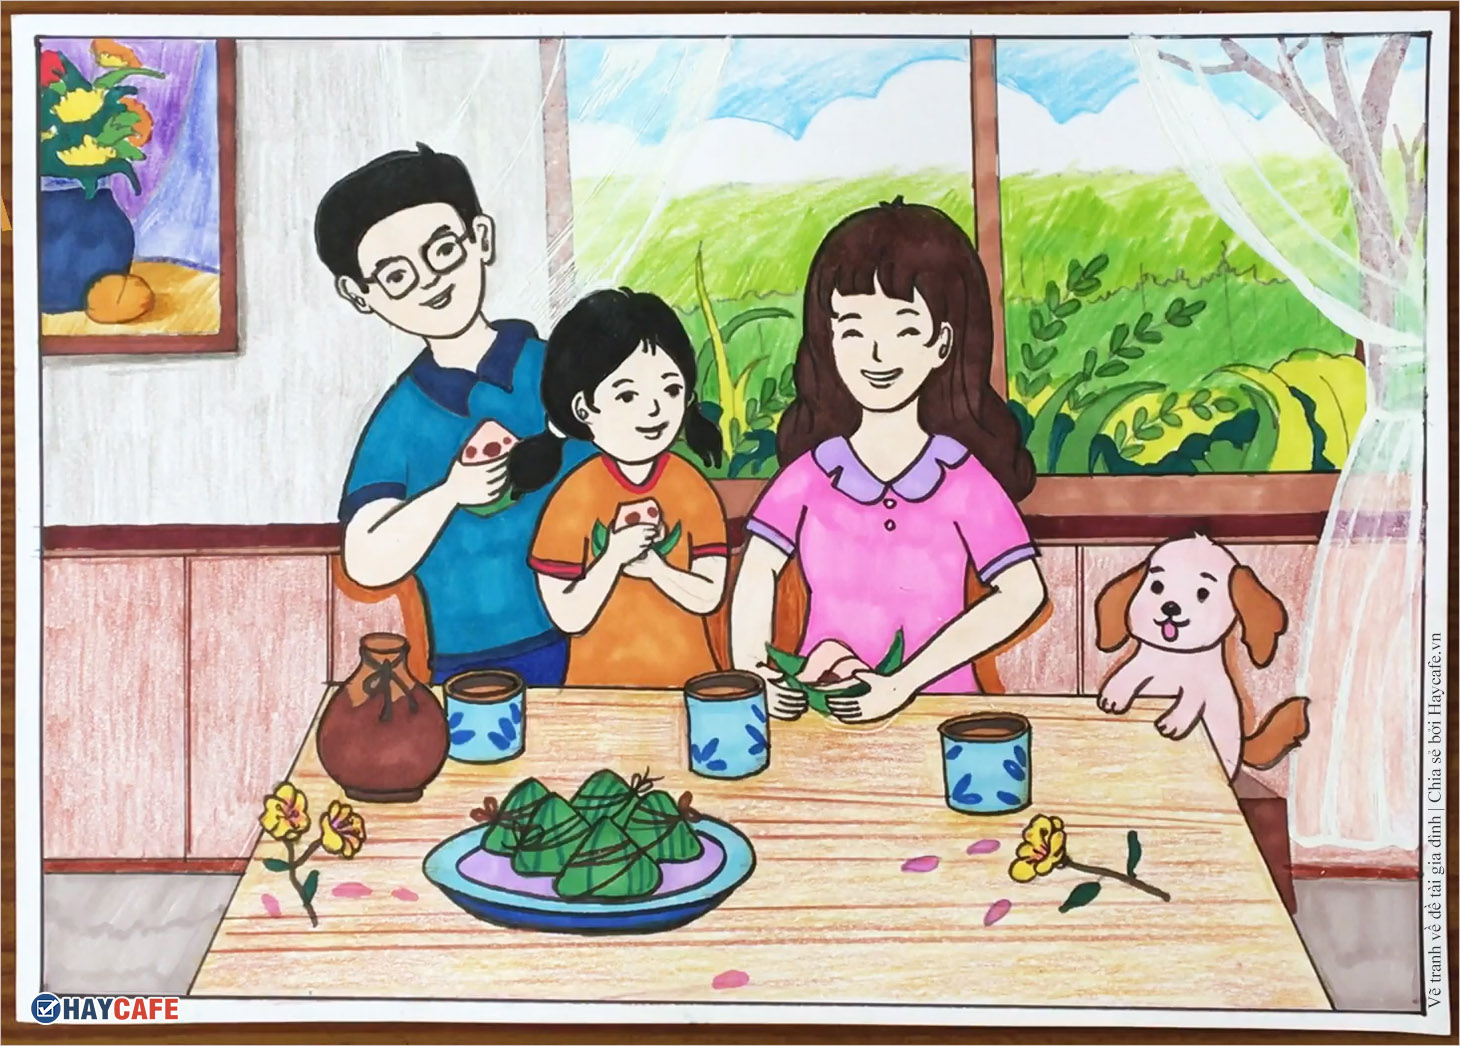 Vẽ tranh về đề tài gia đình | Chia sẻ bởi Haycafe.vn
HAYCAFE